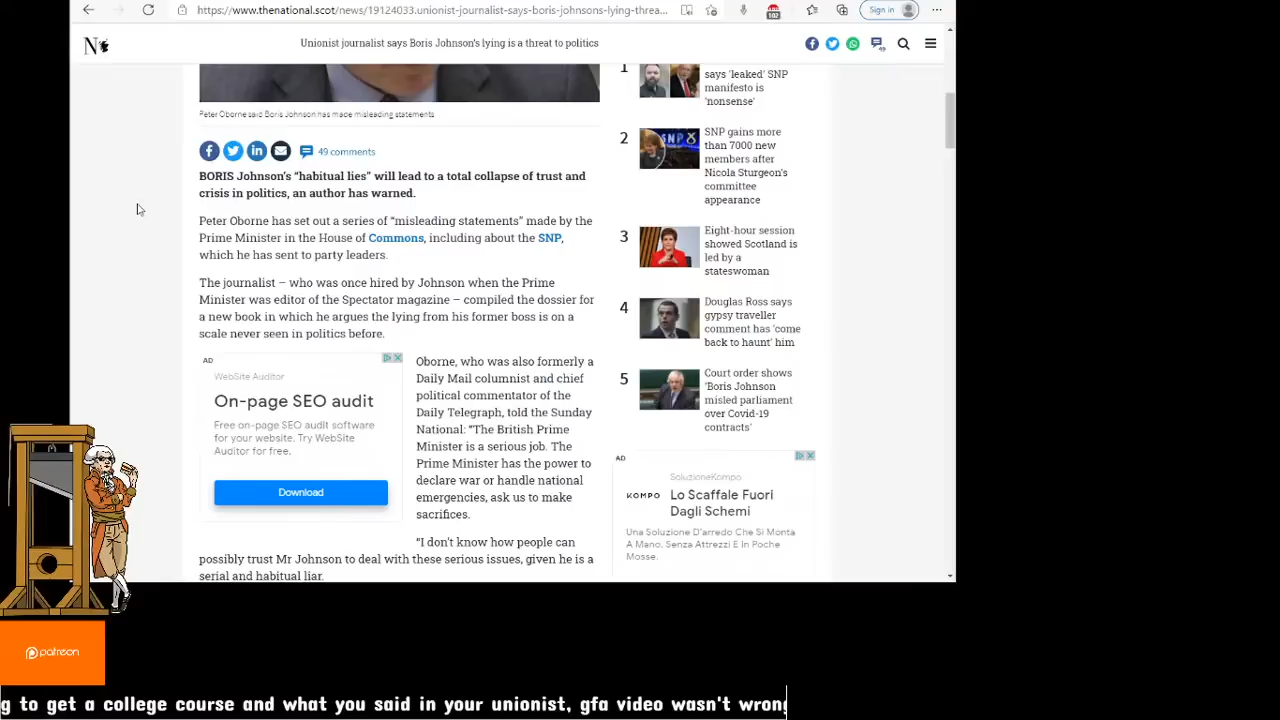 https://www.thenational.scot/news/19124033.unionist-journalist-says-boris-johnsons-lying-threa...
102
Sign in
N
Unionist journalist says Boris Johnson's lying is a threat to politics
Peter Oborne said Boris Johnson has made misleading statements
49 comments
BORIS Johnson's “habitual lies” will lead to a total collapse of trust and
crisis in politics, an author has warned.
Peter Oborne has set out a series of “misleading statements” made by the
Prime Minister in the House of Commons, including about the SNP,
which he has sent to party leaders.
The journalist – who was once hired by Johnson when the Prime
Minister was editor of the Spectator magazine – compiled the dossier for
a new book in which he argues the lying from his former boss is on a
scale never seen in politics before.
AD
WebSite Auditor
On-page SEO audit
Free on-page SEO audit software
for your website. Try WebSite
Auditor for free.
Download
Oborne, who was also formerly a
Daily Mail columnist and chief
political commentator of the
Daily Telegraph, told the Sunday
National: “The British Prime
Minister is a serious job. The
Prime Minister has the power to
declare war or handle national
emergencies, ask us to make
sacrifices.
“I don't know how people can
possibly trust Mr Johnson to deal with these serious issues, given he is a
serial and habitual liar.
1
says 'leaked' SNP
manifesto is
'nonsense'
2
SNP gains more
than 7000 new
members after
Nicola Sturgeon's
committee
appearance
3
Eight-hour session
showed Scotland is
led by a
stateswoman
4
Douglas Ross says
gypsy traveller
comment has 'come
back to haunt' him
5
Court order shows
'Boris Johnson
misled parliament
over Covid-19
contracts'
AD
SoluzioneKompo
KOMPO
Lo Scaffale Fuori
Dagli Schemi
Una Soluzione D'arredo Che Si Monta
A Mano. Senza Attrezzi E In Poche
Mosse.
patreon
g to get a college course and what you said in your unionist, gfa video wasn't wrong